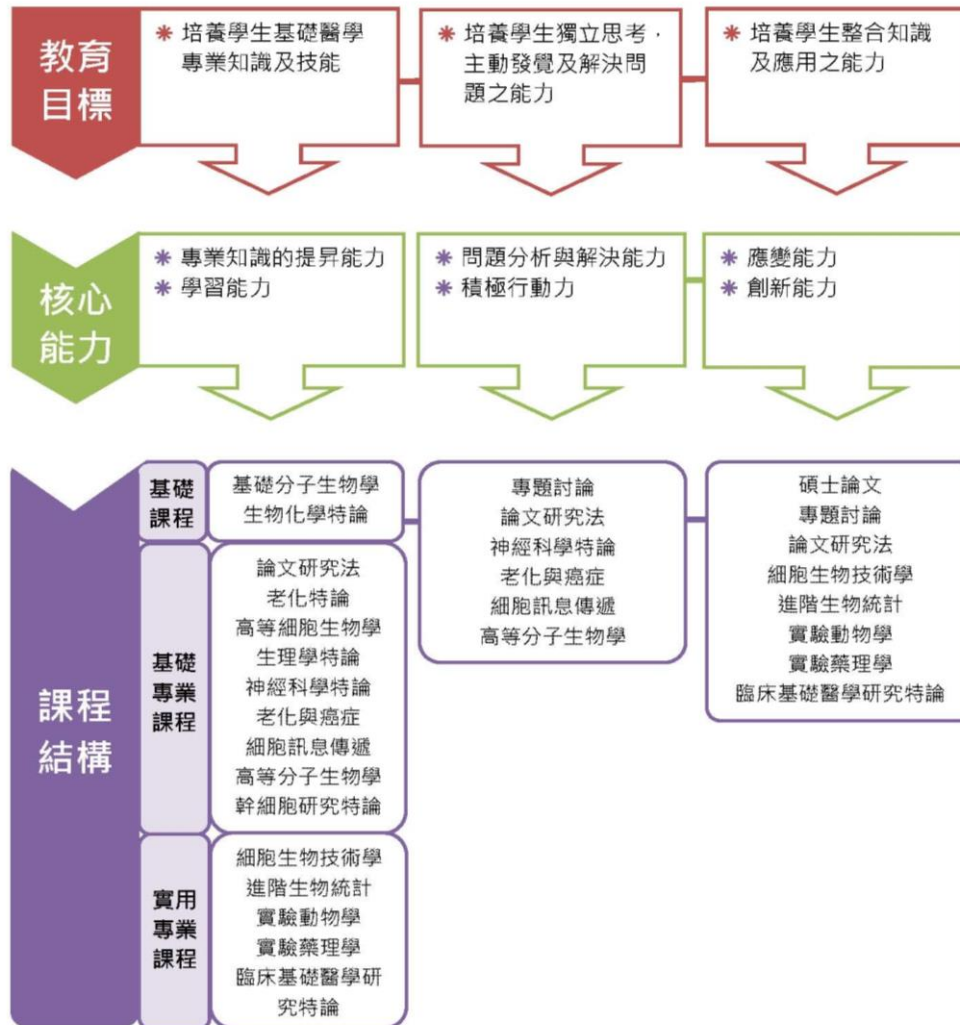 教育
目標
* 培養學生基礎醫學
專業知識及技能
* 培養學生獨立思考，
主動發覺及解決問
題之能力
* 培養學生整合知識
及應用之能力
核心
能力
* 專業知識的提昇能力
* 學習能力
* 問題分析與解決能力
* 積極行動力
* 應變能力
* 創新能力
課程
結構
基礎
課程
基礎分子生物學
生物化學特論
基礎
專業
課程
論文研究法
老化特論
高等細胞生物學
生理學特論
神經科學特論
老化與癌症
細胞訊息傳遞
高等分子生物學
幹細胞研究特論
實用
專業
課程
細胞生物技術學
進階生物統計
實驗動物學
實驗藥理學
臨床基礎醫學研
究特論
專題討論
論文研究法
神經科學特論
老化與癌症
細胞訊息傳遞
高等分子生物學
碩士論文
專題討論
論文研究法
細胞生物技術學
進階生物統計
實驗動物學
實驗藥理學
臨床基礎醫學研究特論